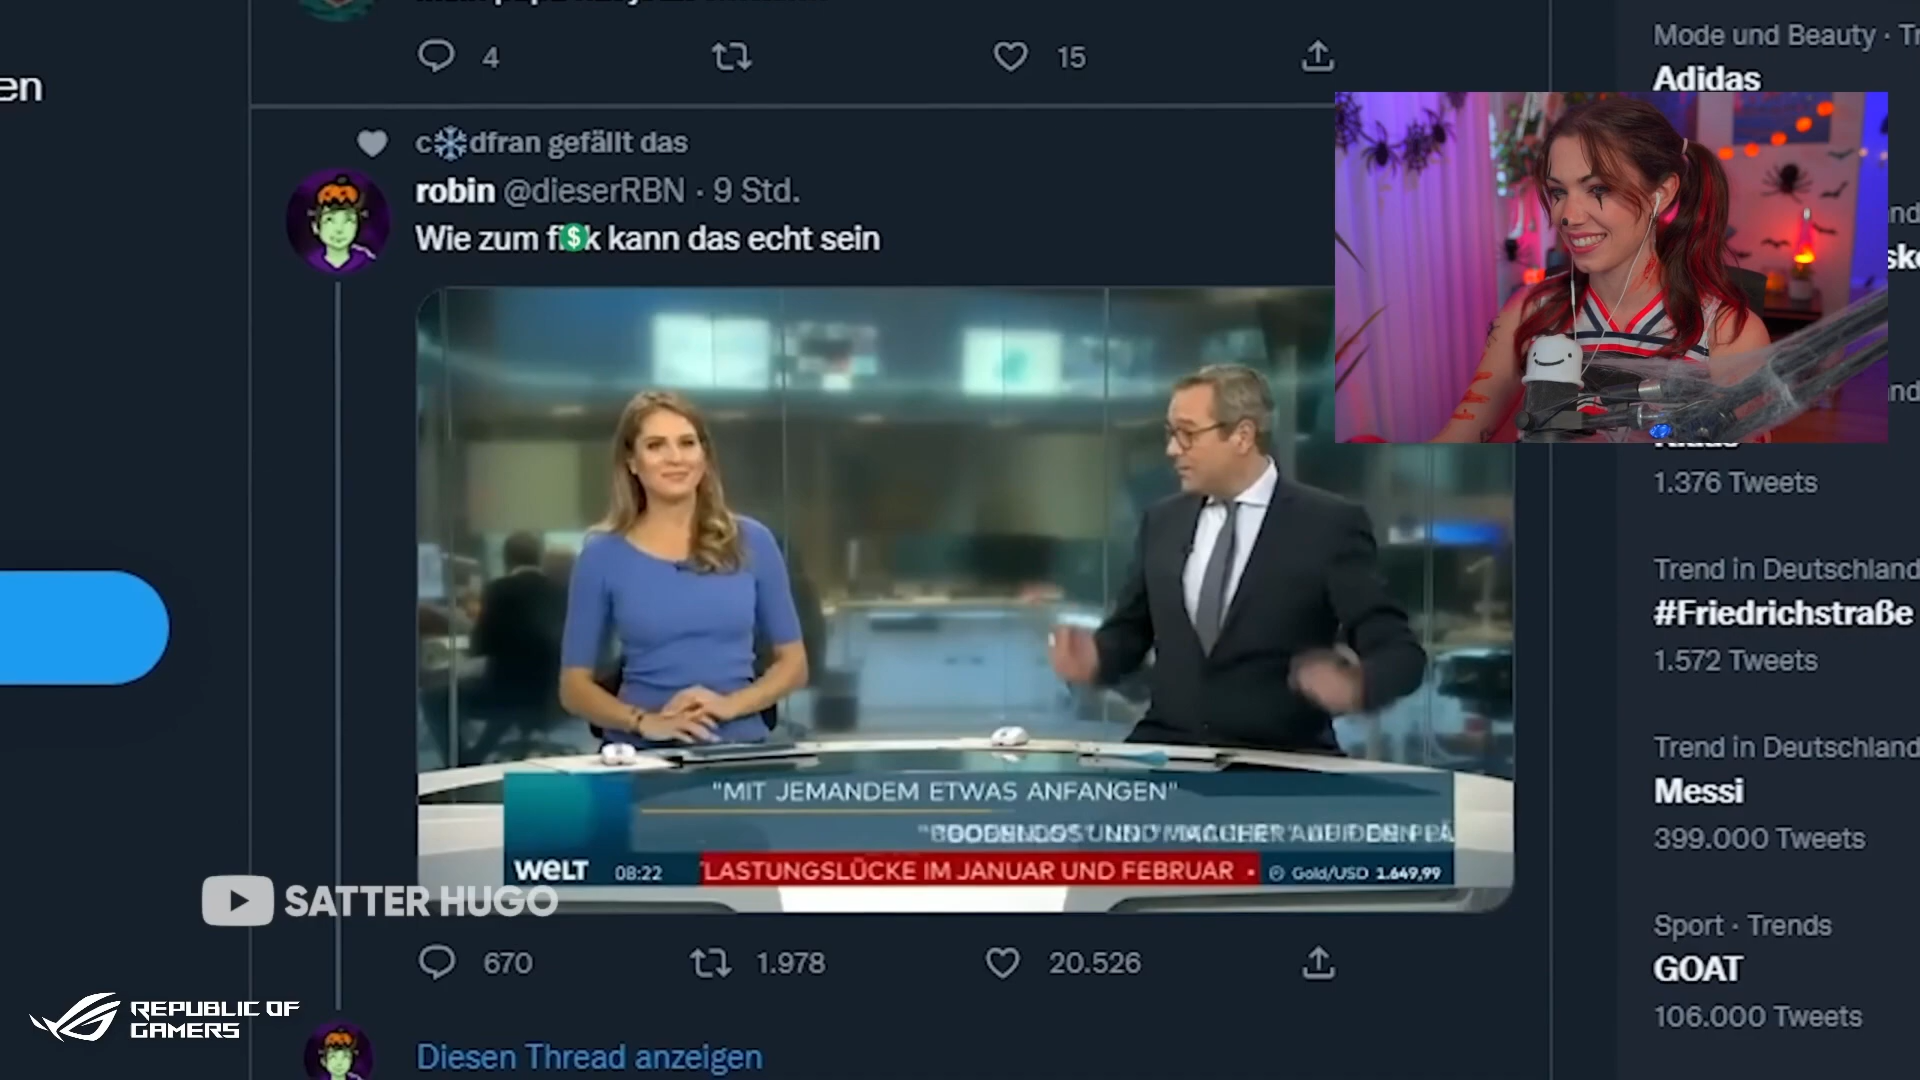 4
15
c❄dfran gefällt das
robin @dieserRBN · 9 Std.
Wie zum fi$k kann das echt sein
"MIT JEMANDEM ETWAS ANFANGEN"
WELT 08:22 LASTUNGSLÜCKE IM JANUAR UND FEBRUAR • Gold/USD 1.649,99
SATTER HUGO
670
1.978
20.526
REPUBLIC OF
GAMERS
Diesen Thread anzeigen
en
Mode und Beauty ·
Adidas
1.376 Tweets
Trend in Deutschland
#Friedrichstraße
1.572 Tweets
Trend in Deutschland
Messi
399.000 Tweets
Sport · Trends
GOAT
106.000 Tweets